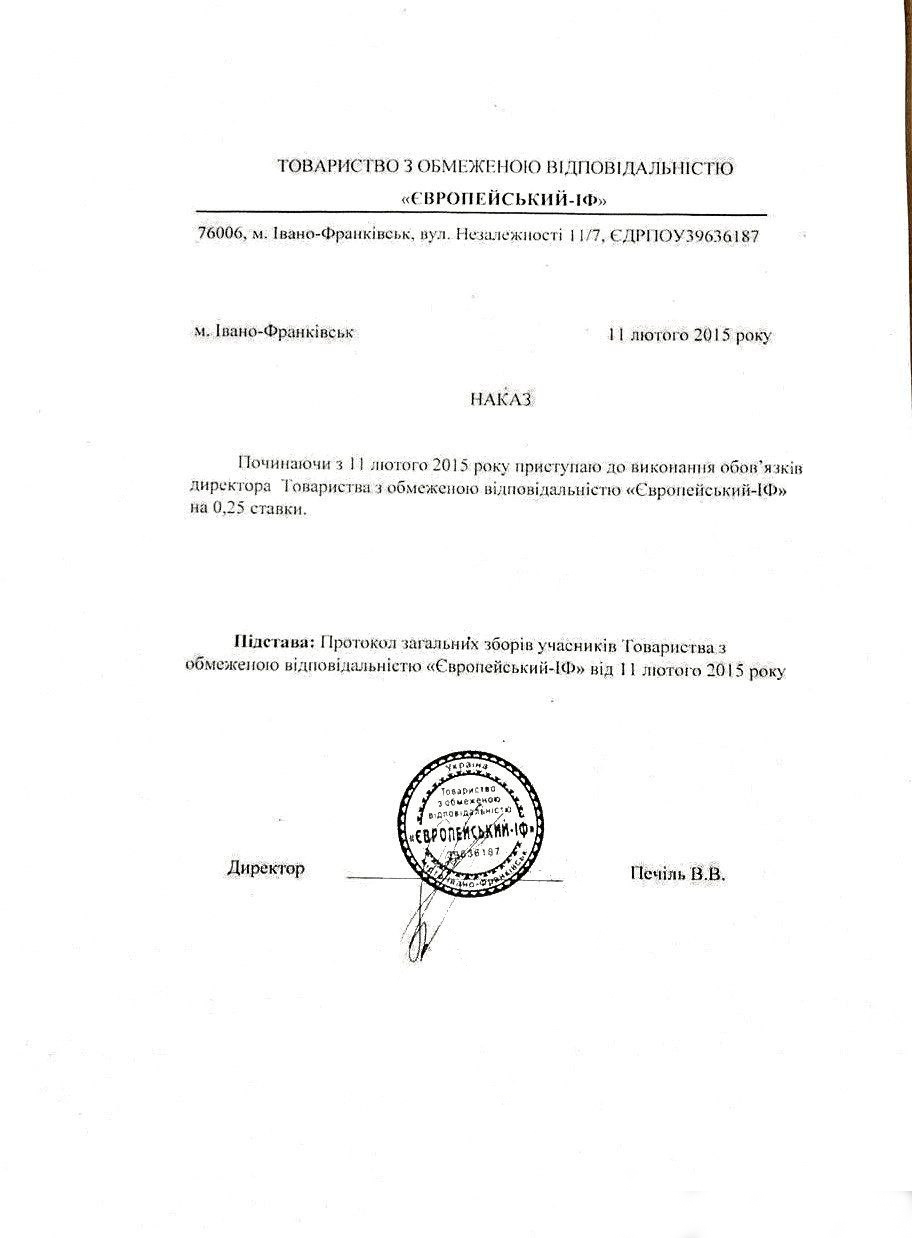 ТОВАРИСТВО З ОБМЕЖЕНОЮ ВІДПОВІДАЛЬНІСТЮ
«ЄВРОПЕЙСЬКИЙ-ІФ»
76006, м. Івано-Франківськ, вул. Незалежності 11/7, ЄДРПОУ39636187
м. Івано-Франківськ 11 лютого 2015 року
НАКАЗ
Починаючи з 11 лютого 2015 року приступаю до виконання обов’язків
директора Товариства з обмеженою відповідальністю «Європейський-ІФ»
на 0,25 ставки.
Підстава: Протокол загальних зборів учасників Товариства з
обмеженою відповідальністю «Європейський-ІФ» від 11 лютого 2015 року
Україна
Товариство
з обмеженою
відповідальністю
«ЄВРОПЕЙСЬКИЙ-ІФ»
39636187
Івано-Франківськ
Директор Печіль В.В.